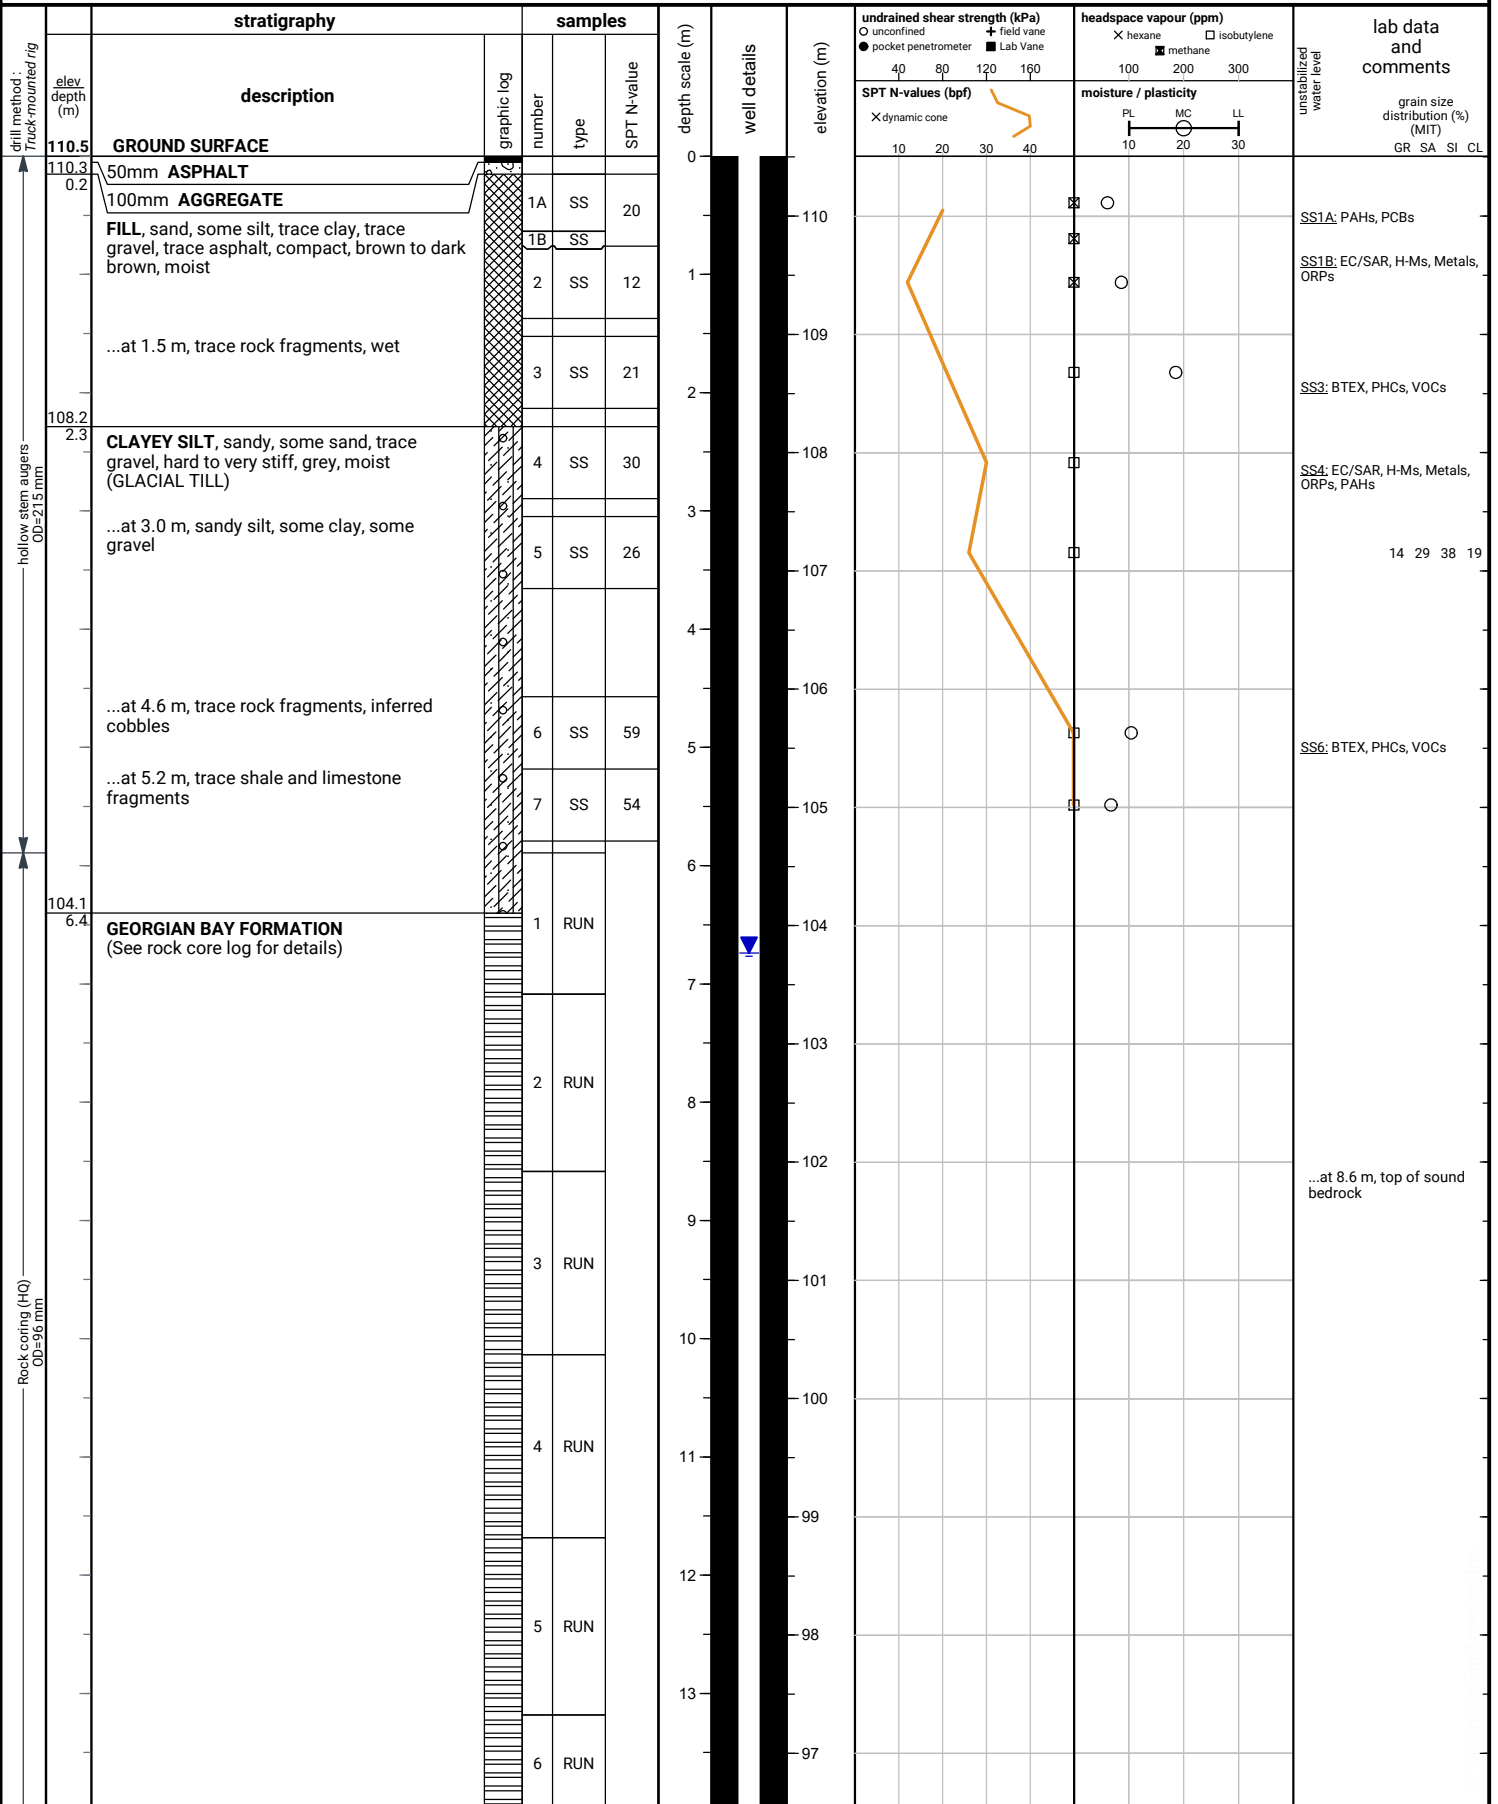 stratigraphy
samples
drill method :
Truck-mounted rig
elev
depth
(m)
description
graphic log
number
type
SPT N-value
depth scale (m)
well details
elevation (m)
undrained shear strength (kPa)
unconfined
field vane
pocket penetrometer
Lab Vane
40 80 120 160
SPT N-values (bpf)
dynamic cone
10 20 30 40
headspace vapour (ppm)
hexane
isobutylene
methane
100 200 300
moisture / plasticity
PL MC LL
10 20 30
unstabilized
water level
lab data
and
comments
grain size
distribution (%)
(MIT)
GR SA SI CL
110.5 GROUND SURFACE
110.3
0.2
50mm ASPHALT
100mm AGGREGATE
FILL, sand, some silt, trace clay, trace
gravel, trace asphalt, compact, brown to dark
brown, moist
...at 1.5 m, trace rock fragments, wet
108.2
2.3
CLAYEY SILT, sandy, some sand, trace
gravel, hard to very stiff, grey, moist
(GLACIAL TILL)
...at 3.0 m, sandy silt, some clay, some
gravel
...at 4.6 m, trace rock fragments, inferred
cobbles
...at 5.2 m, trace shale and limestone
fragments
104.1
6.4
GEORGIAN BAY FORMATION
(See rock core log for details)
hollow stem augers
OD=215 mm
Rock coring (HQ)
OD=96 mm
1A SS 20
1B SS
2 SS 12
3 SS 21
4 SS 30
5 SS 26
6 SS 59
7 SS 54
1 RUN
2 RUN
3 RUN
4 RUN
5 RUN
6 RUN
0
1
2
3
4
5
6
7
8
9
10
11
12
13
110
109
108
107
106
105
104
103
102
101
100
99
98
97
SS1A: PAHs, PCBs
SS1B: EC/SAR, H-Ms, Metals,
ORPs
SS3: BTEX, PHCs, VOCs
SS4: EC/SAR, H-Ms, Metals,
ORPs, PAHs
14 29 38 19
SS6: BTEX, PHCs, VOCs
...at 8.6 m, top of sound
bedrock